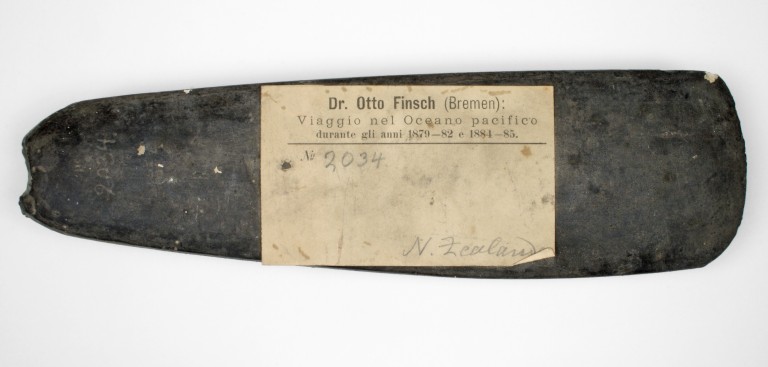 Dr. Otto Finsch (Bremen):
Viaggio nel Oceano pacifico
durante gli anni 1879—82 e 1884—85.
No 2034
N. Zealand
2034